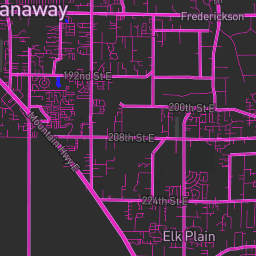 anaway
Frederickson
192nd St E
200th St E
208th St E
Mountain Hwy E
224th St E
Elk Plain